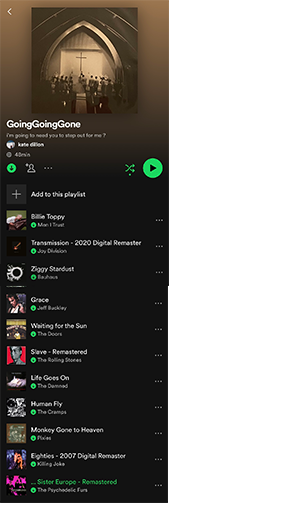 GoingGoingGone
i'm going to need you to step out for me ?
kate dillon
48min
Add to this playlist
Billie Toppy
Men I Trust
Transmission - 2020 Digital Remaster
Joy Division
Ziggy Stardust
Bauhaus
Grace
Jeff Buckley
Waiting for the Sun
The Doors
Slave - Remastered
The Rolling Stones
Life Goes On
The Damned
Human Fly
The Cramps
Monkey Gone to Heaven
Pixies
Eighties - 2007 Digital Remaster
Killing Joke
... Sister Europe - Remastered
The Psychedelic Furs